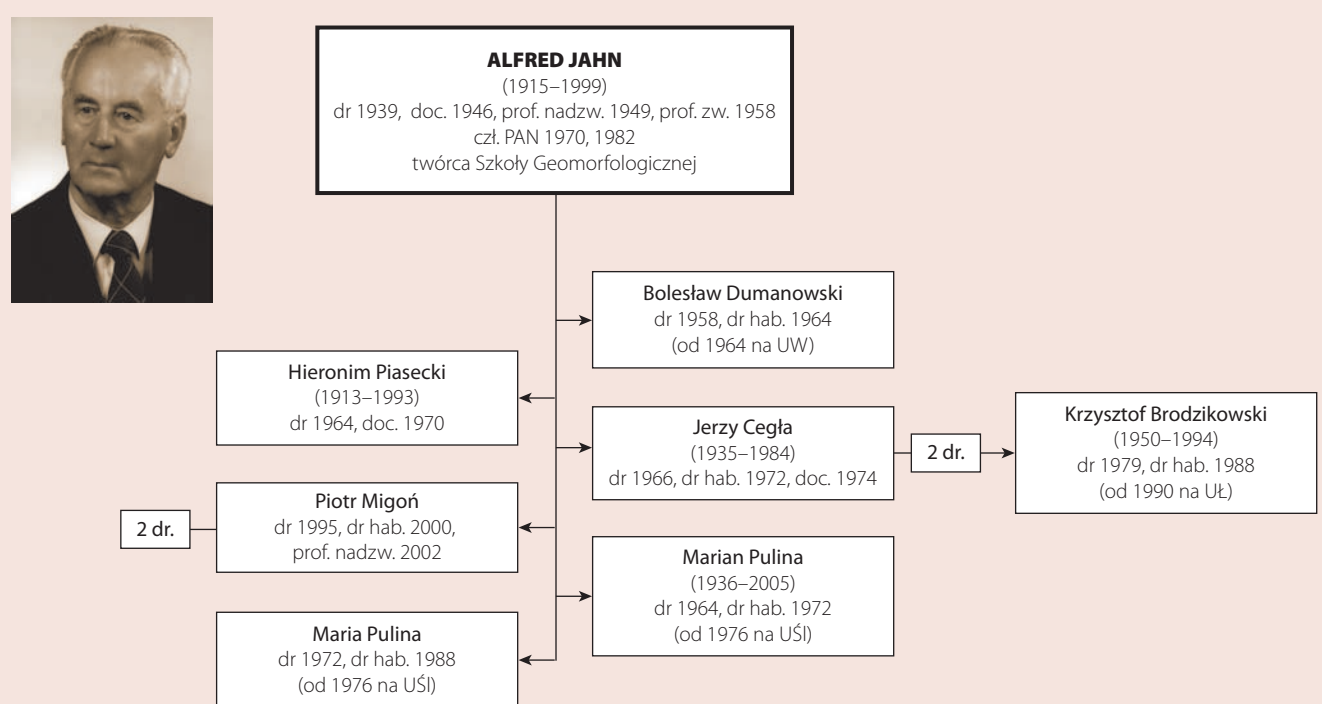 ALFRED JAHN
(1915–1999)
dr 1939, doc. 1946, prof. nadzw. 1949, prof. zw. 1958
czł. PAN 1970, 1982
twórca Szkoły Geomorfologicznej
Bolesław Dumanowski
dr 1958, dr hab. 1964
(od 1964 na UW)
Hieronim Piasecki
(1913–1993)
dr 1964, doc. 1970
Jerzy Cegła
(1935–1984)
dr 1966, dr hab. 1972, doc. 1974
2 dr.
Krzysztof Brodzikowski
(1950–1994)
dr 1979, dr hab. 1988
(od 1990 na UŁ)
2 dr.
Piotr Migoń
dr 1995, dr hab. 2000,
prof. nadzw. 2002
Marian Pulina
(1936–2005)
dr 1964, dr hab. 1972
(od 1976 na UŚl)
Maria Pulina
dr 1972, dr hab. 1988
(od 1976 na UŚl)